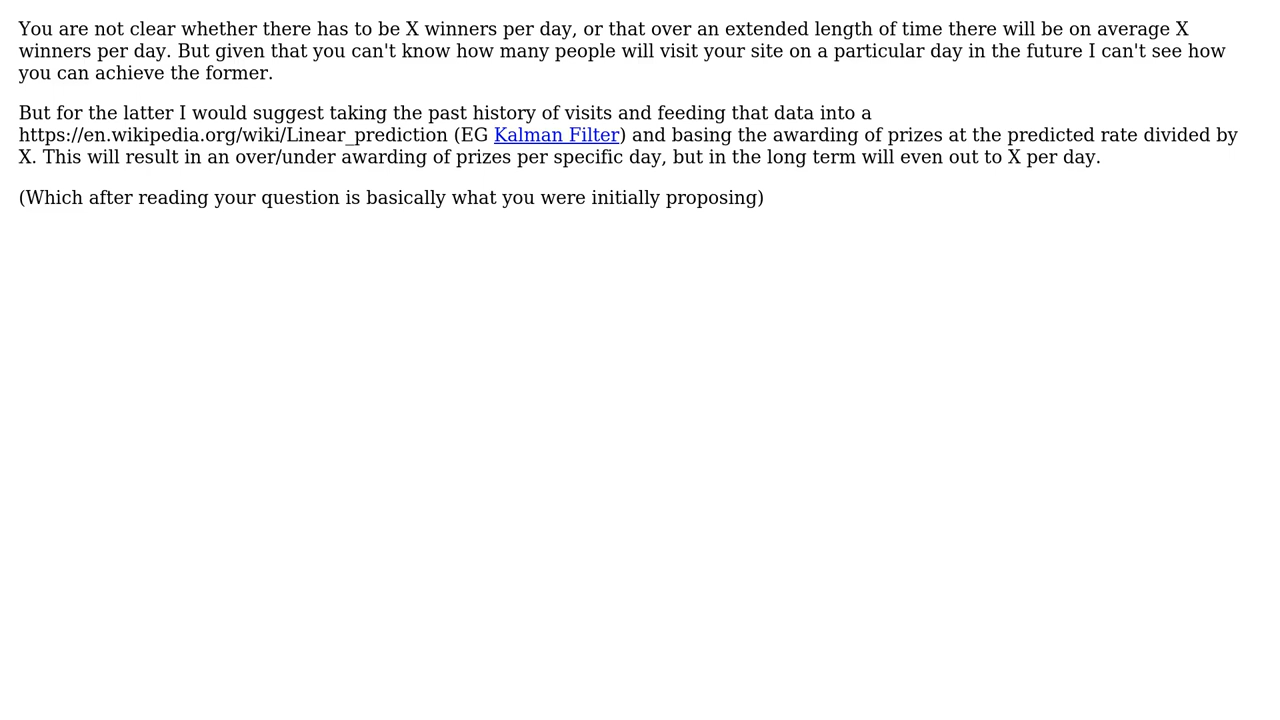 You are not clear whether there has to be X winners per day, or that over an extended length of time there will be on average X
winners per day. But given that you can't know how many people will visit your site on a particular day in the future I can't see how
you can achieve the former.
But for the latter I would suggest taking the past history of visits and feeding that data into a
https://en.wikipedia.org/wiki/Linear_prediction (EG Kalman Filter) and basing the awarding of prizes at the predicted rate divided by
X. This will result in an over/under awarding of prizes per specific day, but in the long term will even out to X per day.
(Which after reading your question is basically what you were initially proposing)